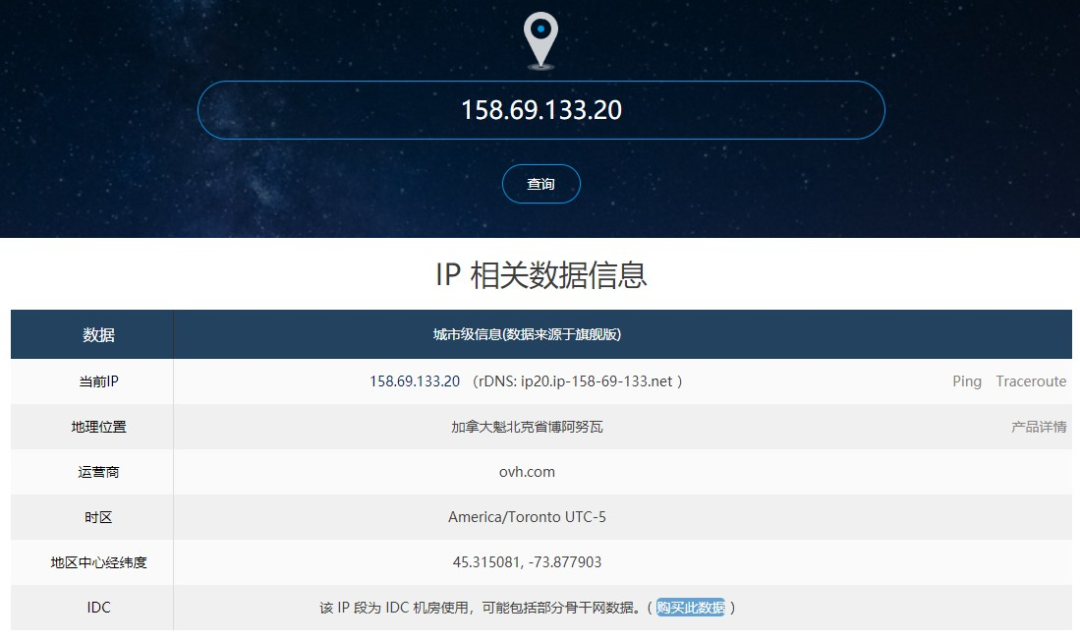 158.69.133.20
查询
IP 相关数据信息
数据 城市级信息(数据来源于旗舰版)
当前IP 158.69.133.20 （rDNS: ip20.ip-158-69-133.net ） Ping Traceroute
地理位置 加拿大魁北克省博阿努瓦 产品详情
运营商 ovh.com
时区 America/Toronto UTC-5
地区中心经纬度 45.315081, -73.877903
IDC 该 IP 段为 IDC 机房使用，可能包括部分骨干网数据。( 购买此数据 )